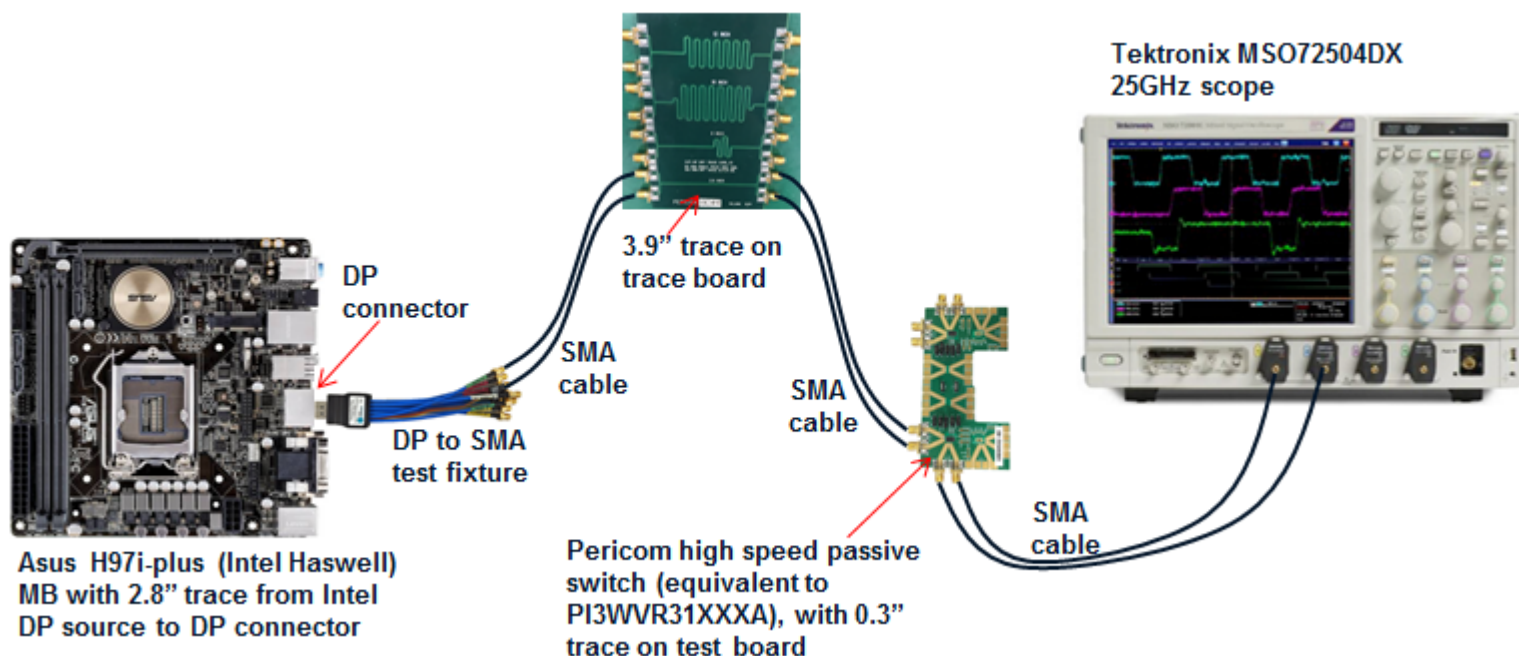 Tektronix MSO72504DX
25GHz scope
Tektronix
3.9” trace on
trace board
DP
connector
SMA
cable
SMA
cable
DP to SMA
test fixture
SMA
cable
Asus H97i-plus (Intel Haswell)
MB with 2.8” trace from Intel
DP source to DP connector
Pericom high speed passive
switch (equivalent to
PI3WVR31XXXA), with 0.3”
trace on test board